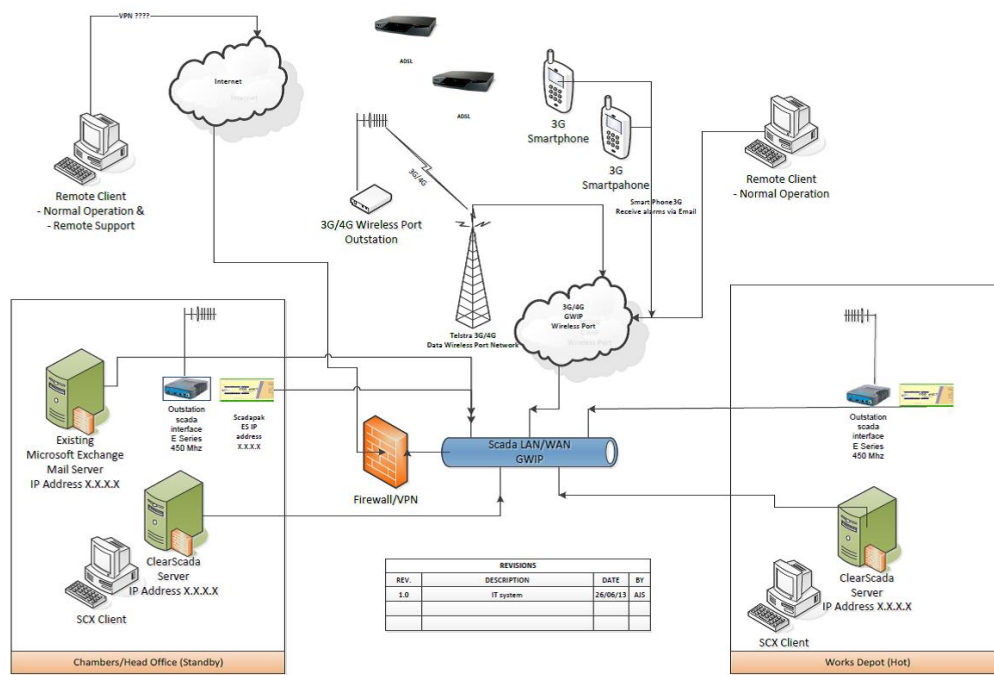 VPN ????
Internet
ADSL
ADSL
3G
Smartphone
3G
Smartpahone
Remote Client
- Normal Operation &
- Remote Support
3G/4G
3G/4G Wireless Port
Outstation
Smart Phone3G
Receive alarms via Email
Remote Client
- Normal Operation
3G/4G
GWIP
Wireless Port
Telstra 3G/4G
Data Wireless Port Network
Existing
Microsoft Exchange
Mail Server
IP Address X.X.X.X
Outstation
scada
interface
E Series
450 Mhz
Scadapak
ES IP
address
X.X.X.X
Firewall/VPN
Scada LAN/WAN
GWIP
Outstation
scada
interface
E Series
450 Mhz
ClearScada
Server
IP Address X.X.X.X
SCX Client
ClearScada
Server
IP Address X.X.X.X
SCX Client
REVISIONS
REV. DESCRIPTION DATE BY
1.0 IT system 26/06/13 AJS
Chambers/Head Office (Standby)
Works Depot (Hot)